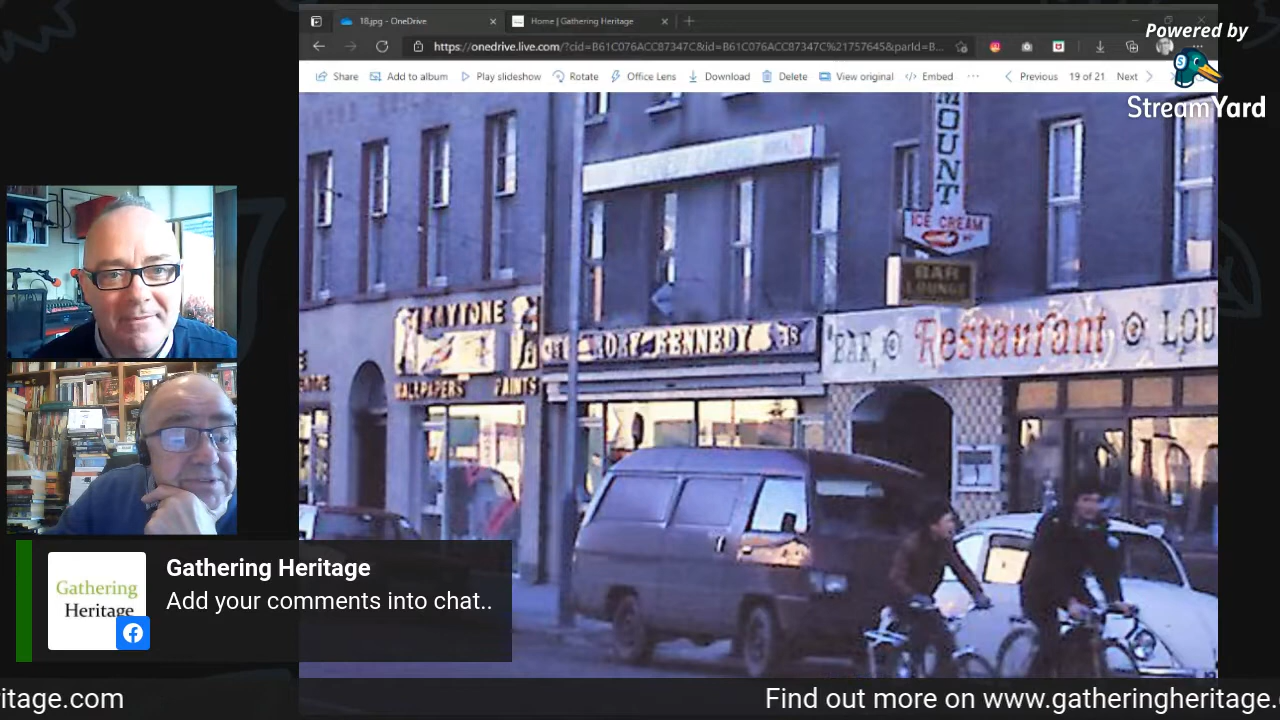 18.jpg - OneDrive
Home | Gathering Heritage
https://onedrive.live.com/?cid=B61C076ACC87347C&id=B61C076ACC87347C%21757645&parId=B...
Share
Add to album
Play slideshow
Rotate
Office Lens
Download
Delete
View original
Embed
Previous
19 of 21
Next
Powered by
StreamYard
MOUNT
ICE CREAM
BAR
LOUNGE
KAYTONE
WALLPAPERS PAINTS
RORY KENNEDY
BAR, Restaurant LOU
Gathering Heritage
Add your comments into chat..
Gathering
Heritage
itage.com
Find out more on www.gatheringheritage.